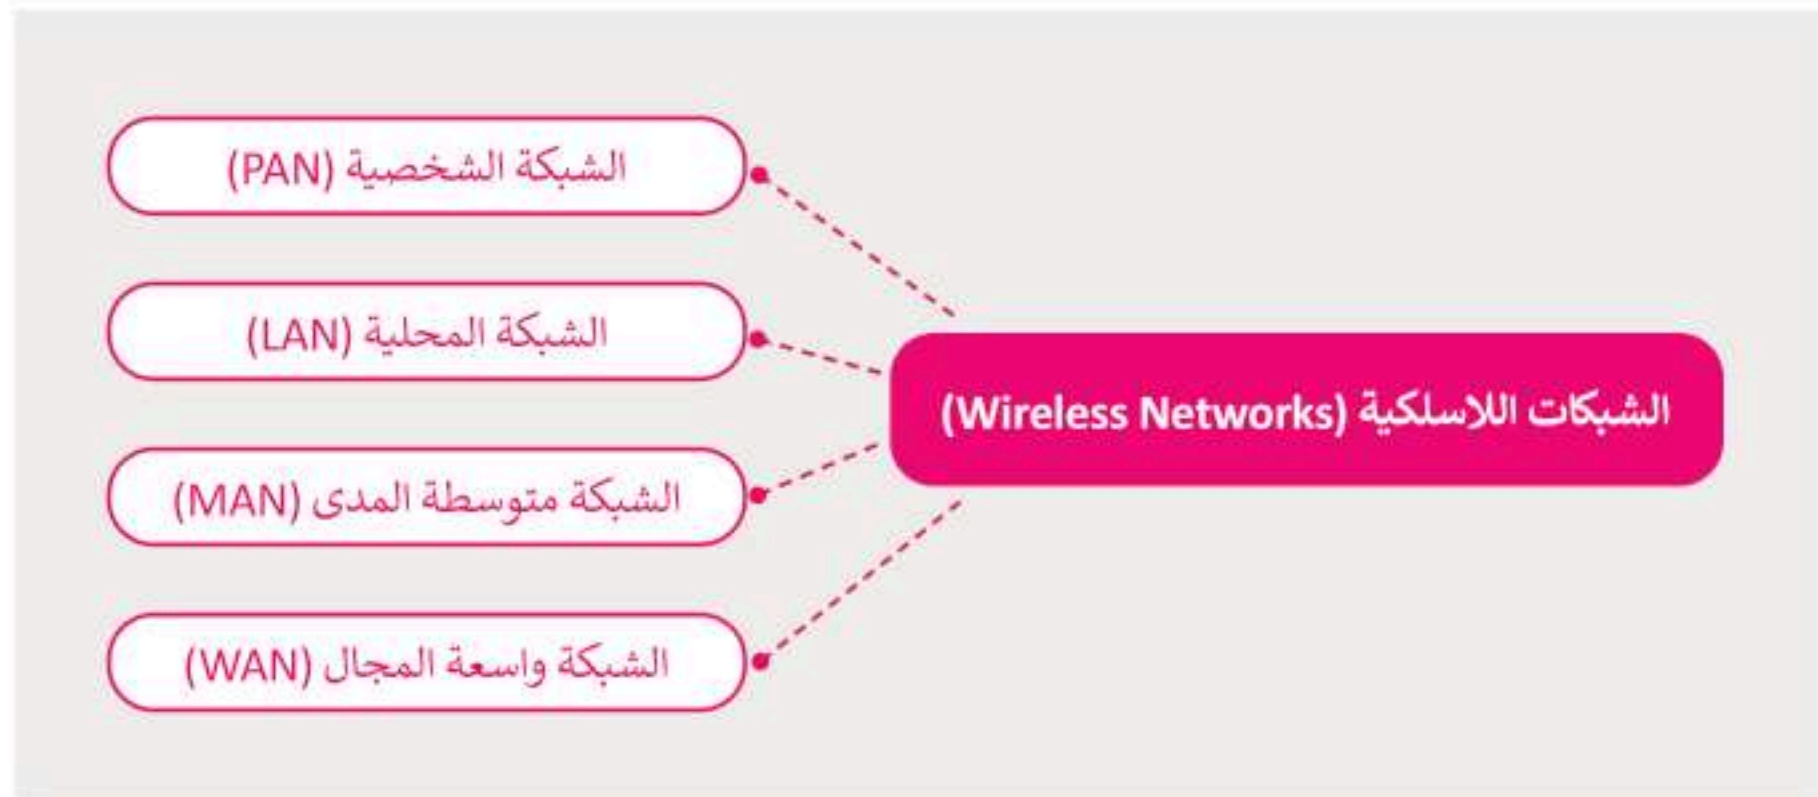 الشبكات اللاسلكية (Wireless Networks)
الشبكة الشخصية (PAN)
الشبكة المحلية (LAN)
الشبكة متوسطة المدى (MAN)
الشبكة واسعة المجال (WAN)